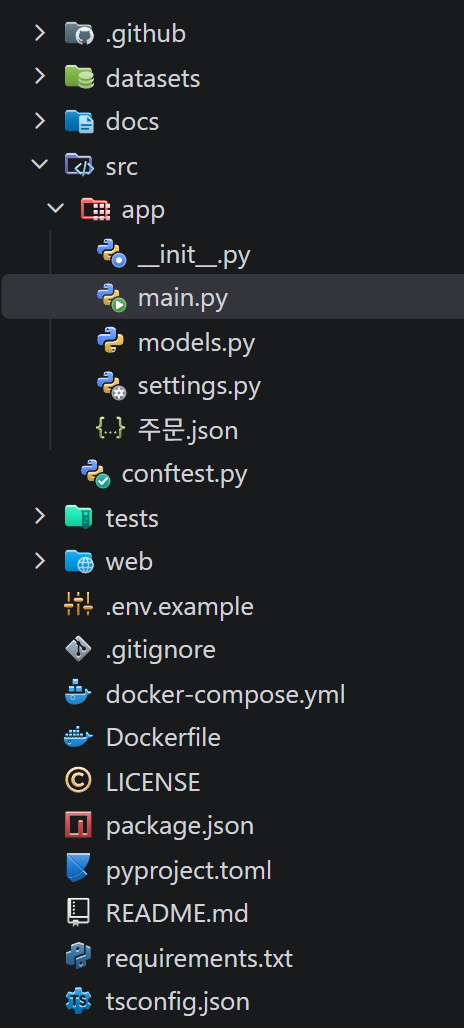 .github
datasets
docs
src
app
__init__.py
main.py
models.py
settings.py
주문.json
conftest.py
tests
web
.env.example
.gitignore
docker-compose.yml
Dockerfile
LICENSE
package.json
pyproject.toml
README.md
requirements.txt
tsconfig.json